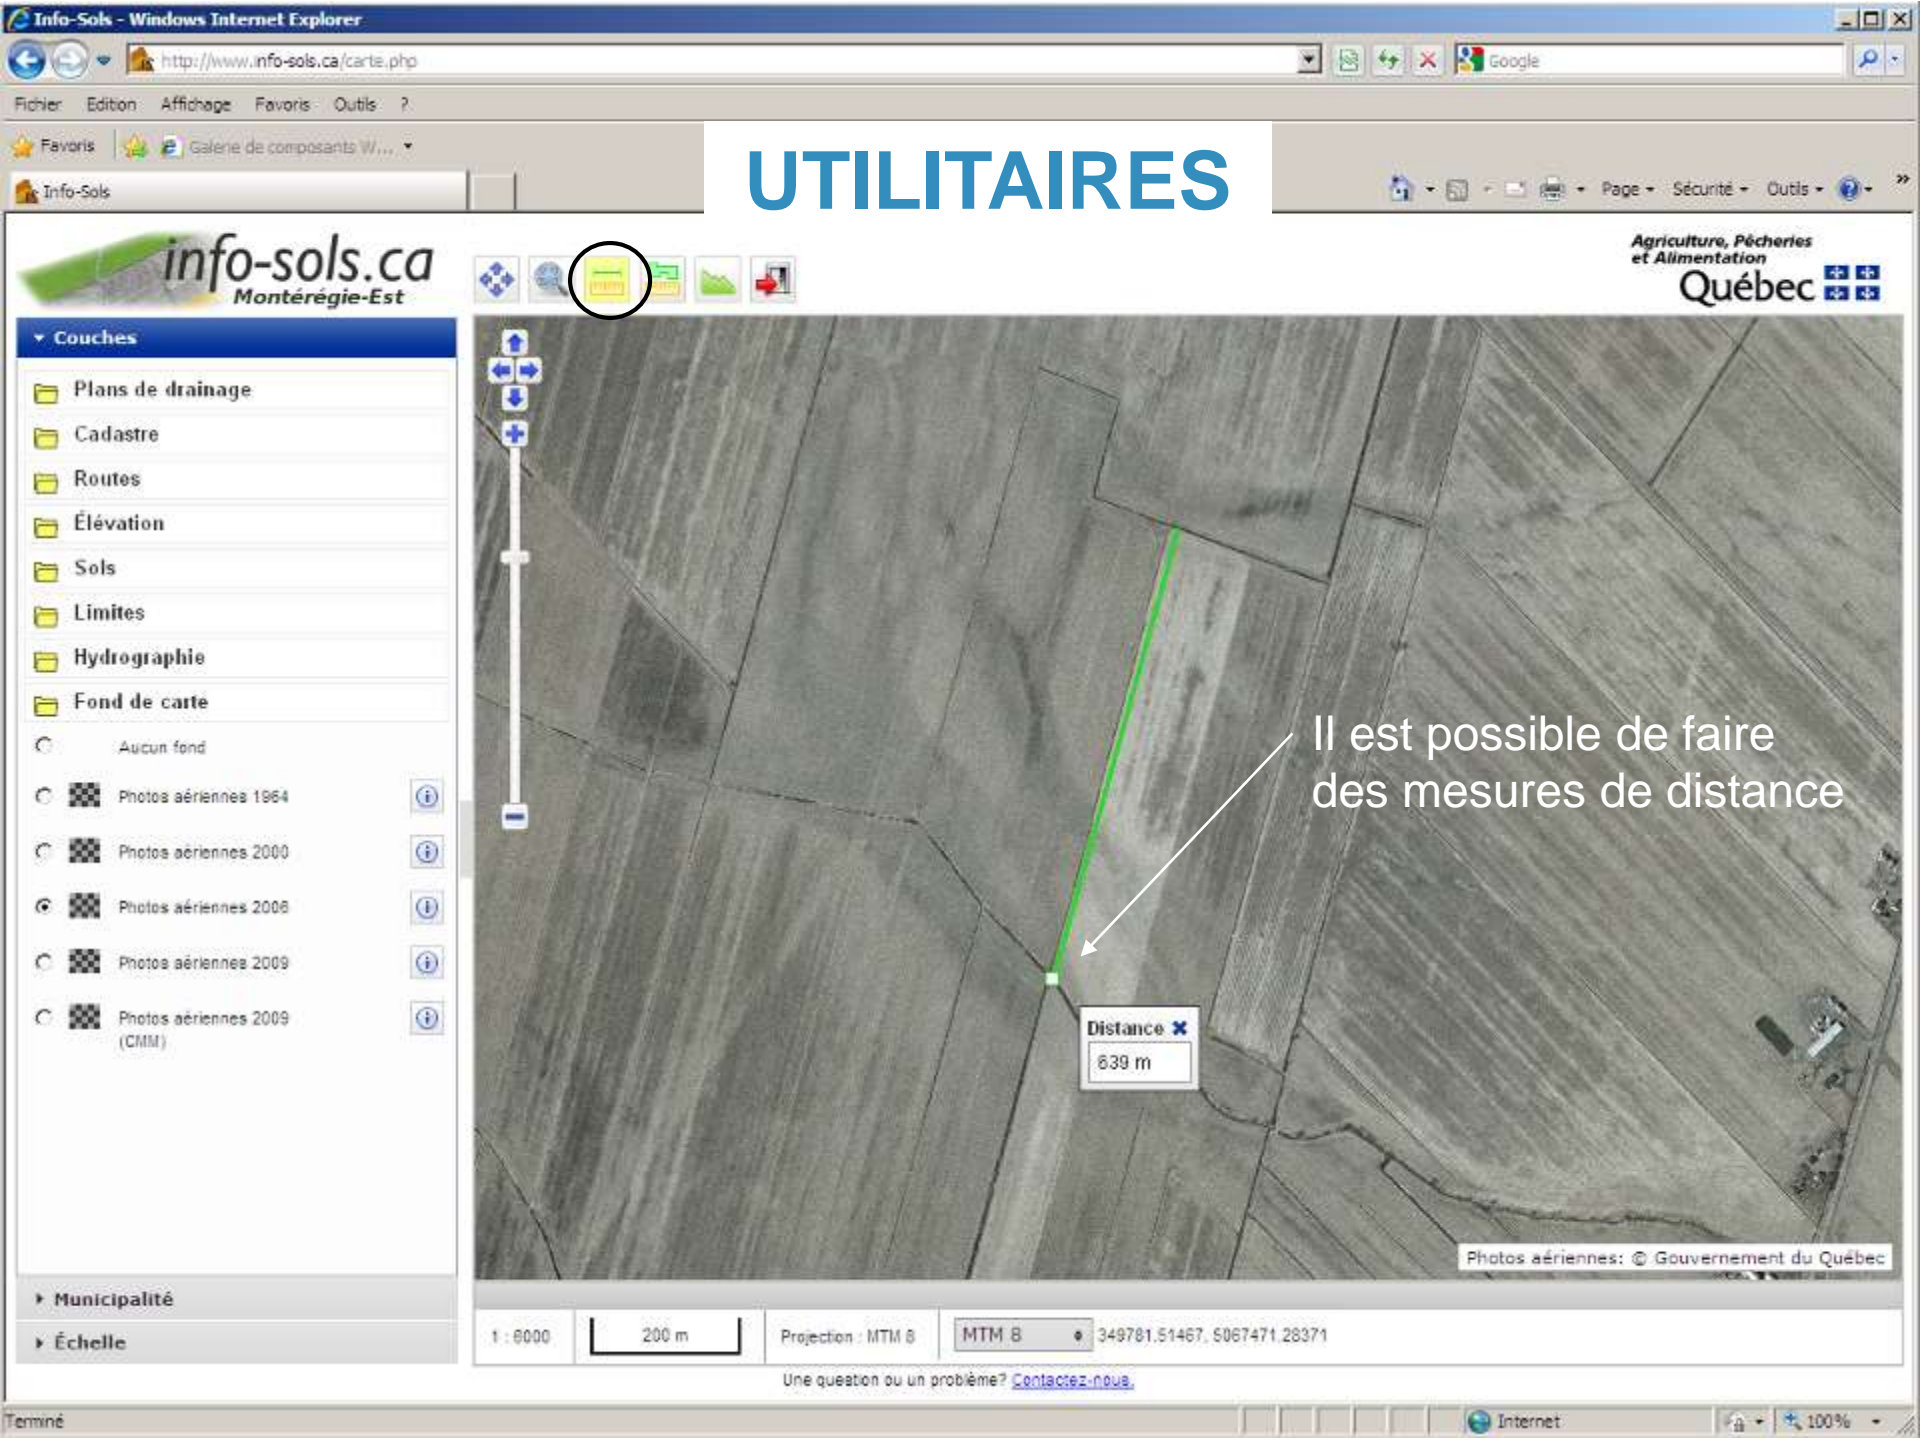 Info-Sols - Windows Internet Explorer
http://www.info-sols.ca/carte.php
Google
Fichier Edition Affichage Favoris Outils ?
Favoris Galerie de composants W...
UTILITAIRES
Info-Sols
Page Sécurité Outils »
info-sols.ca
Montérégie-Est
Agriculture, Pêcheries
et Alimentation
Québec
Couches
Plans de drainage
Cadastre
Routes
Élévation
Sols
Limites
Hydrographie
Fond de carte
Aucun fond
Photos aériennes 1964
Photos aériennes 2000
Photos aériennes 2006
Photos aériennes 2009
Photos aériennes 2009
(CMM)
Il est possible de faire
des mesures de distance
Distance
639 m
Photos aériennes: © Gouvernement du Québec
Municipalité
Échelle
1 : 6000
200 m
Projection : MTM 8
MTM 8
349781.51467, 5067471.28371
Une question ou un problème? Contactez-nous.
Terminé
Internet
100%